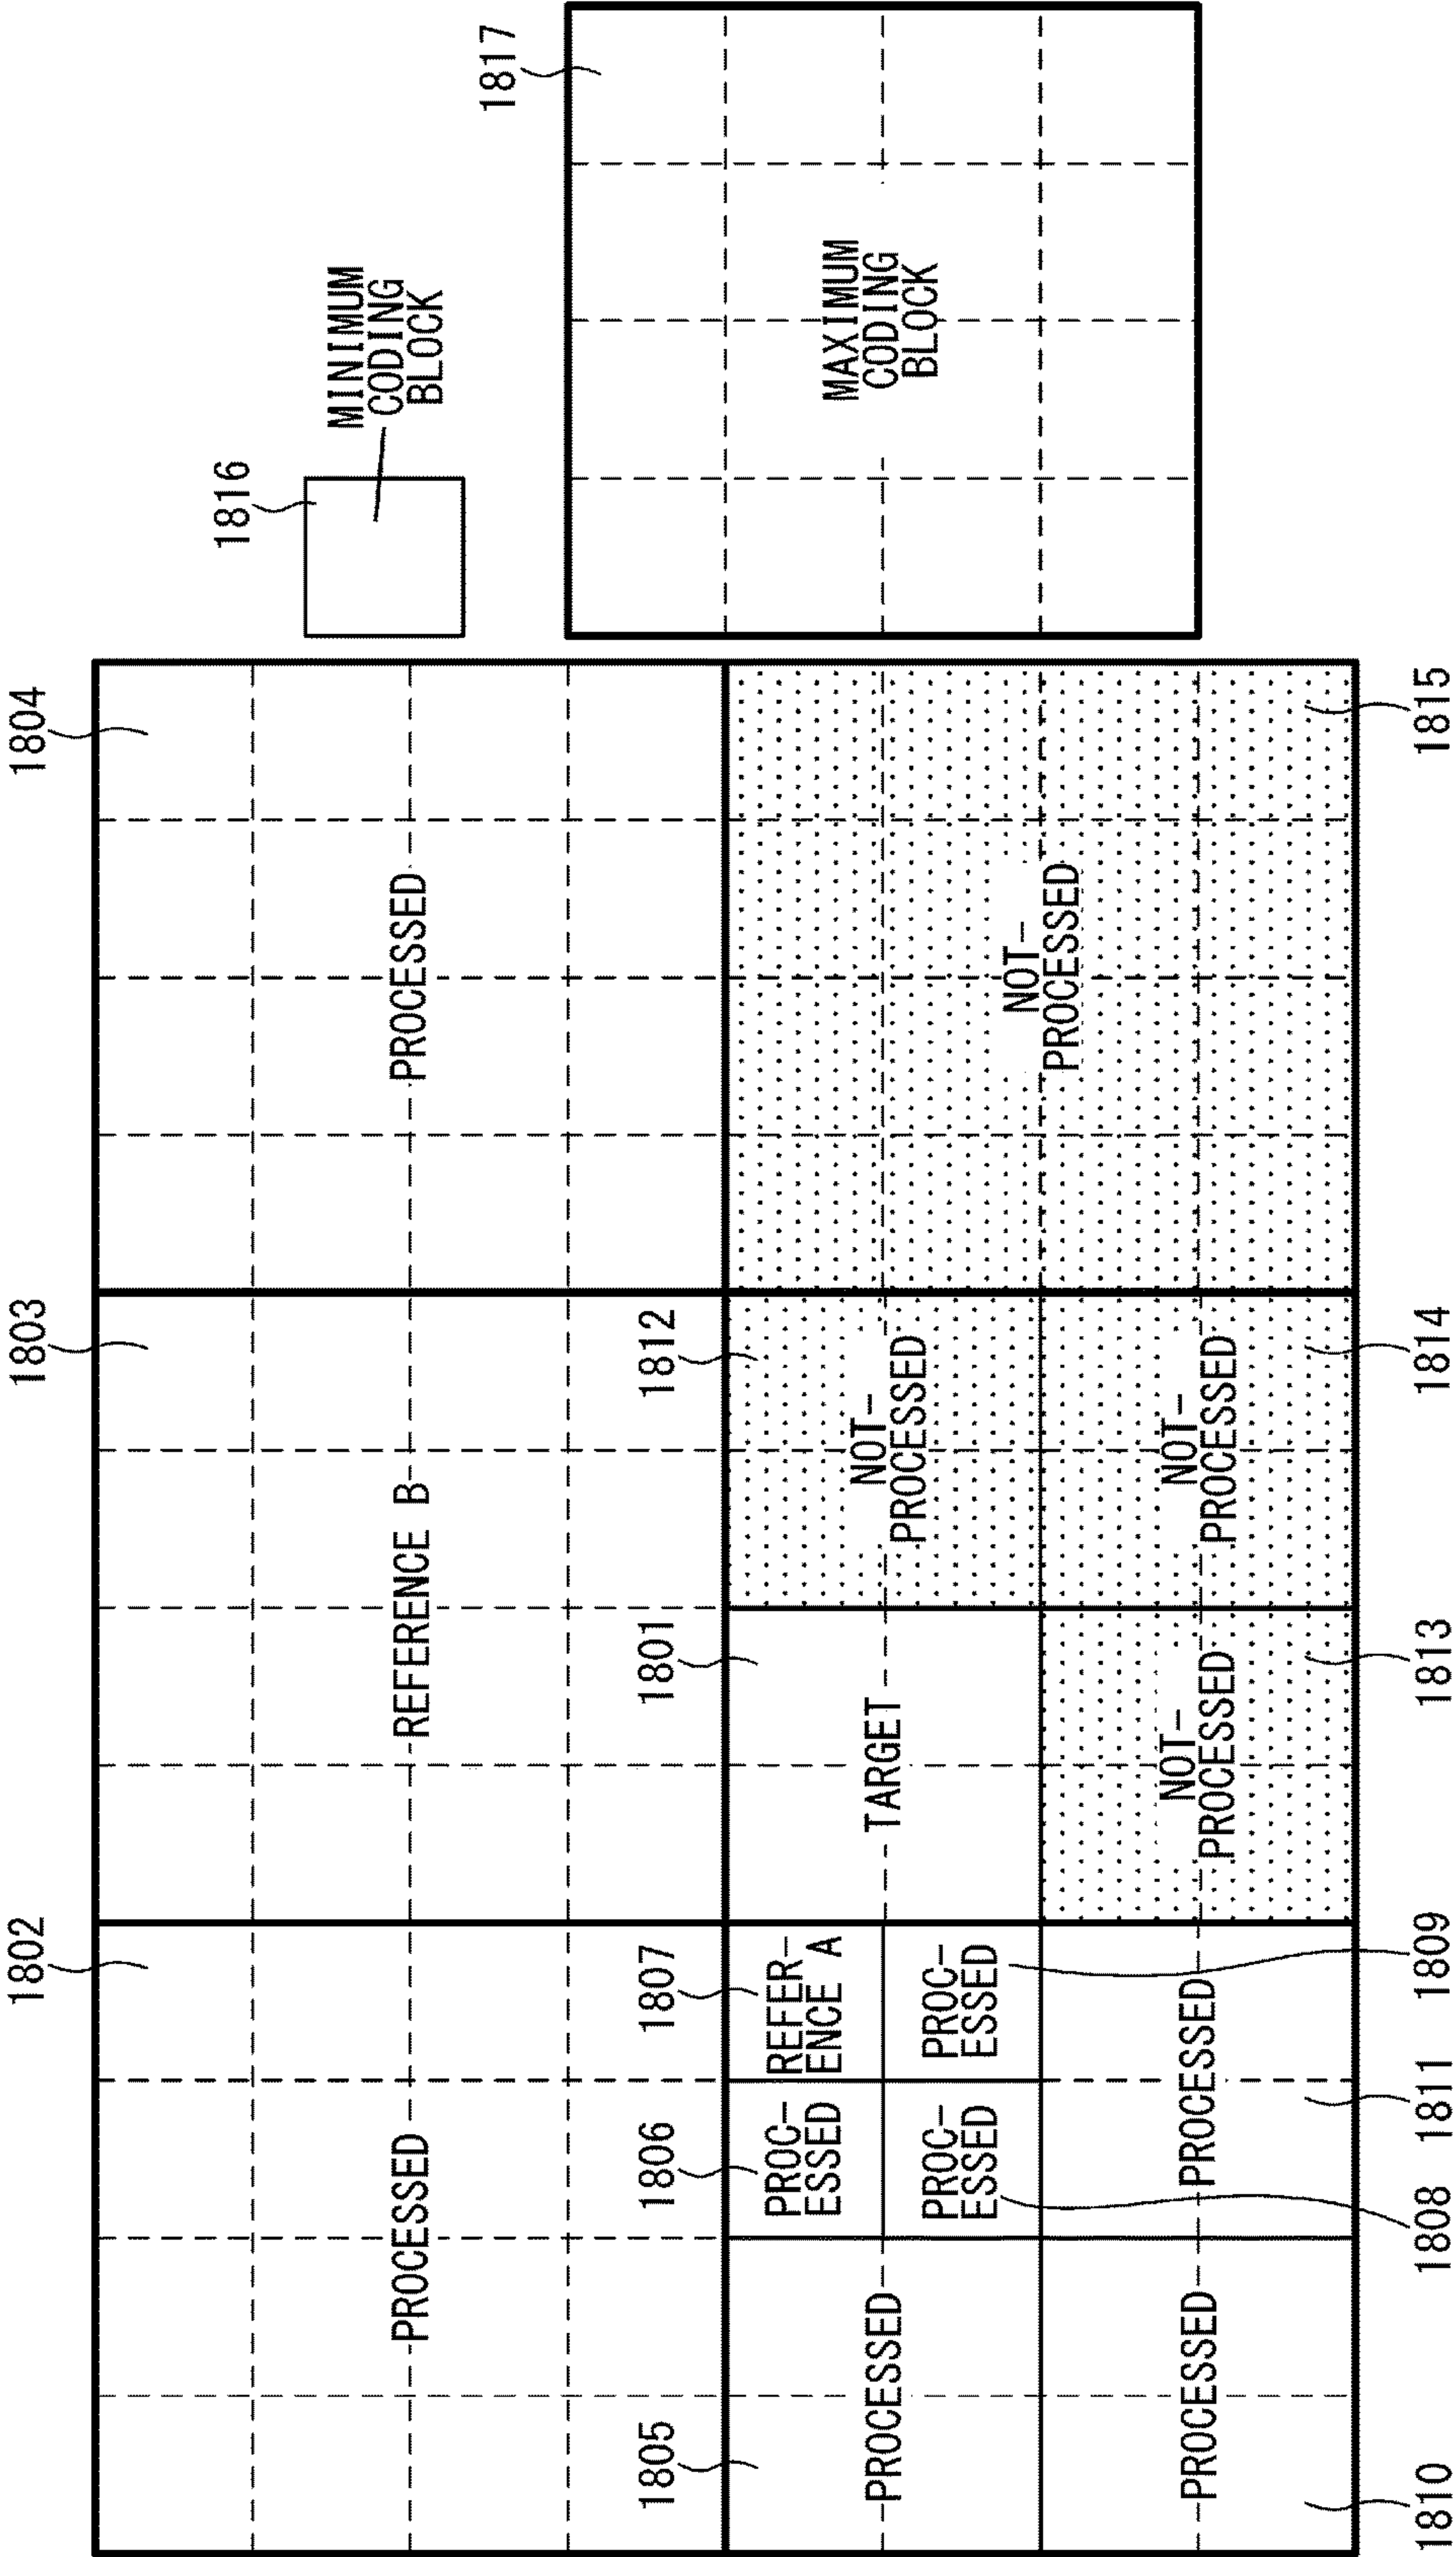 1802
1803
1804
PROCESSED
REFERENCE B
PROCESSED
1816
MINIMUM
CODING
BLOCK
1805
1806
1807
1801
1812
1817
PROCESSED
PROC-
ESSED
REFER-
ENCE A
PROC-
ESSED
PROC-
ESSED
TARGET
NOT-
PROCESSED
NOT-
PROCESSED
MAXIMUM
CODING
BLOCK
PROCESSED
PROCESSED
NOT-
PROCESSED
NOT-
PROCESSED
1810
1808
1811
1809
1813
1814
1815